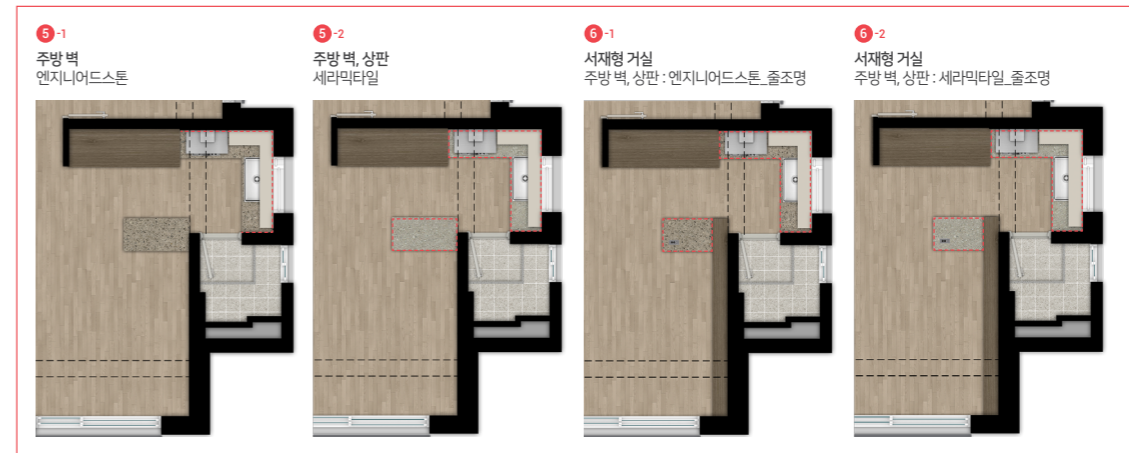 5-1
주방 벽
엔지니어드스톤
5-2
주방 벽, 상판
세라믹타일
6-1
서재형 거실
주방 벽, 상판 : 엔지니어드스톤_줄조명
6-2
서재형 거실
주방 벽, 상판 : 세라믹타일_줄조명